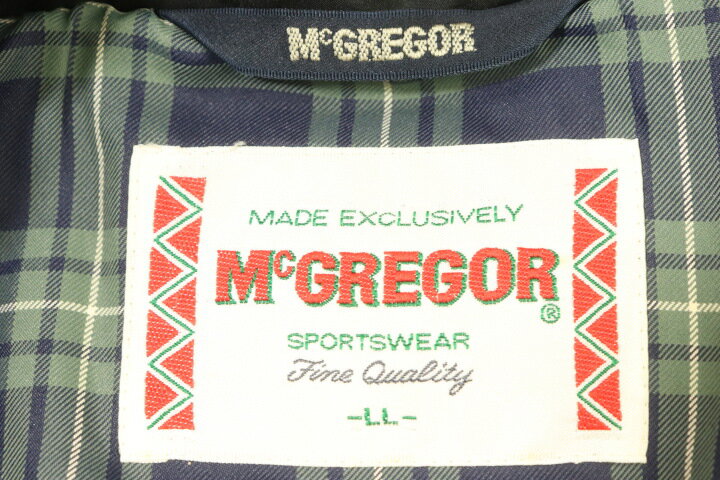 McGREGOR
MADE EXCLUSIVELY
McGREGOR®
SPORTSWEAR
Fine Quality
-LL-